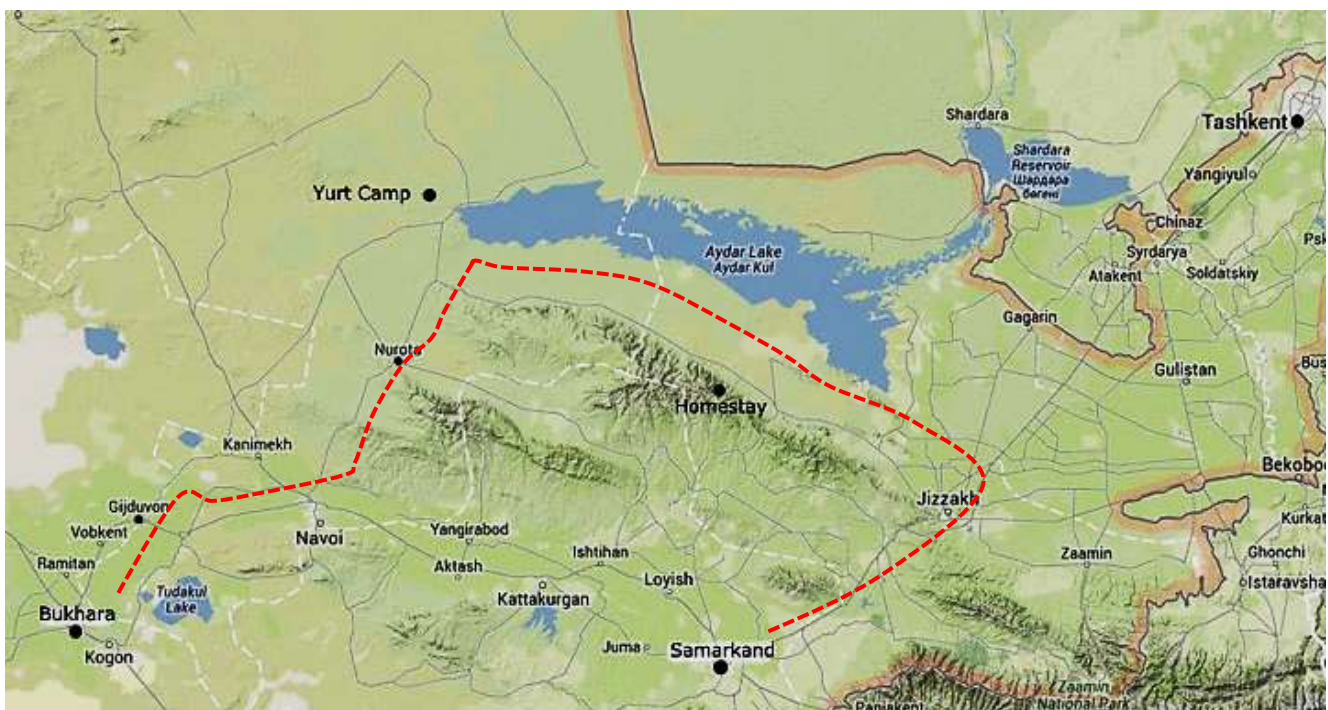 Shardara
Tashkent
Shardara
Reservoir
Шардара
бөгені
Yangiyul
Yurt Camp
Chinaz
Aydar Lake
Aydar Kul
Syrdarya
Atakent
Soldatskiy
Gagarin
Nurota
Gulistan
Homestay
Kanimekh
Bekobod
Jizzakh
Gijduvon
Navoi
Vobkent
Yangirabod
Kurkat
Ishtihan
Zaamin
Ghonchi
Ramitan
Aktash
Loyish
Istaravsha
Tudakul
Lake
Kattakurgan
Bukhara
Juma
Samarkand
Kogon
Zaamin
National Park
Panjakent